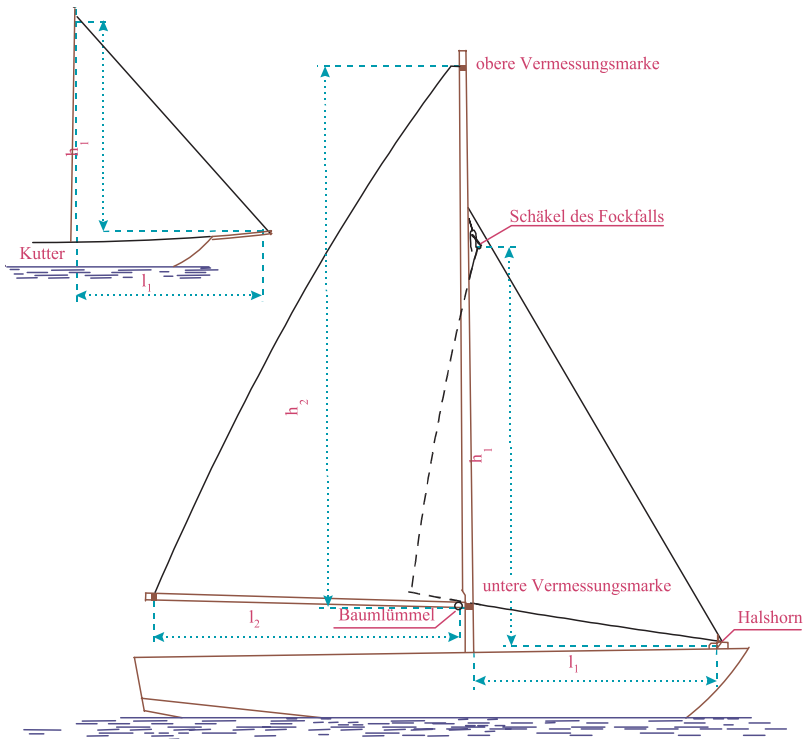 obere Vermessungsmarke
h1
Schäkel des Fockfalls
Kutter
l1
h2
h1
untere Vermessungsmarke
Baumlümmel
l2
Halshorn
l1